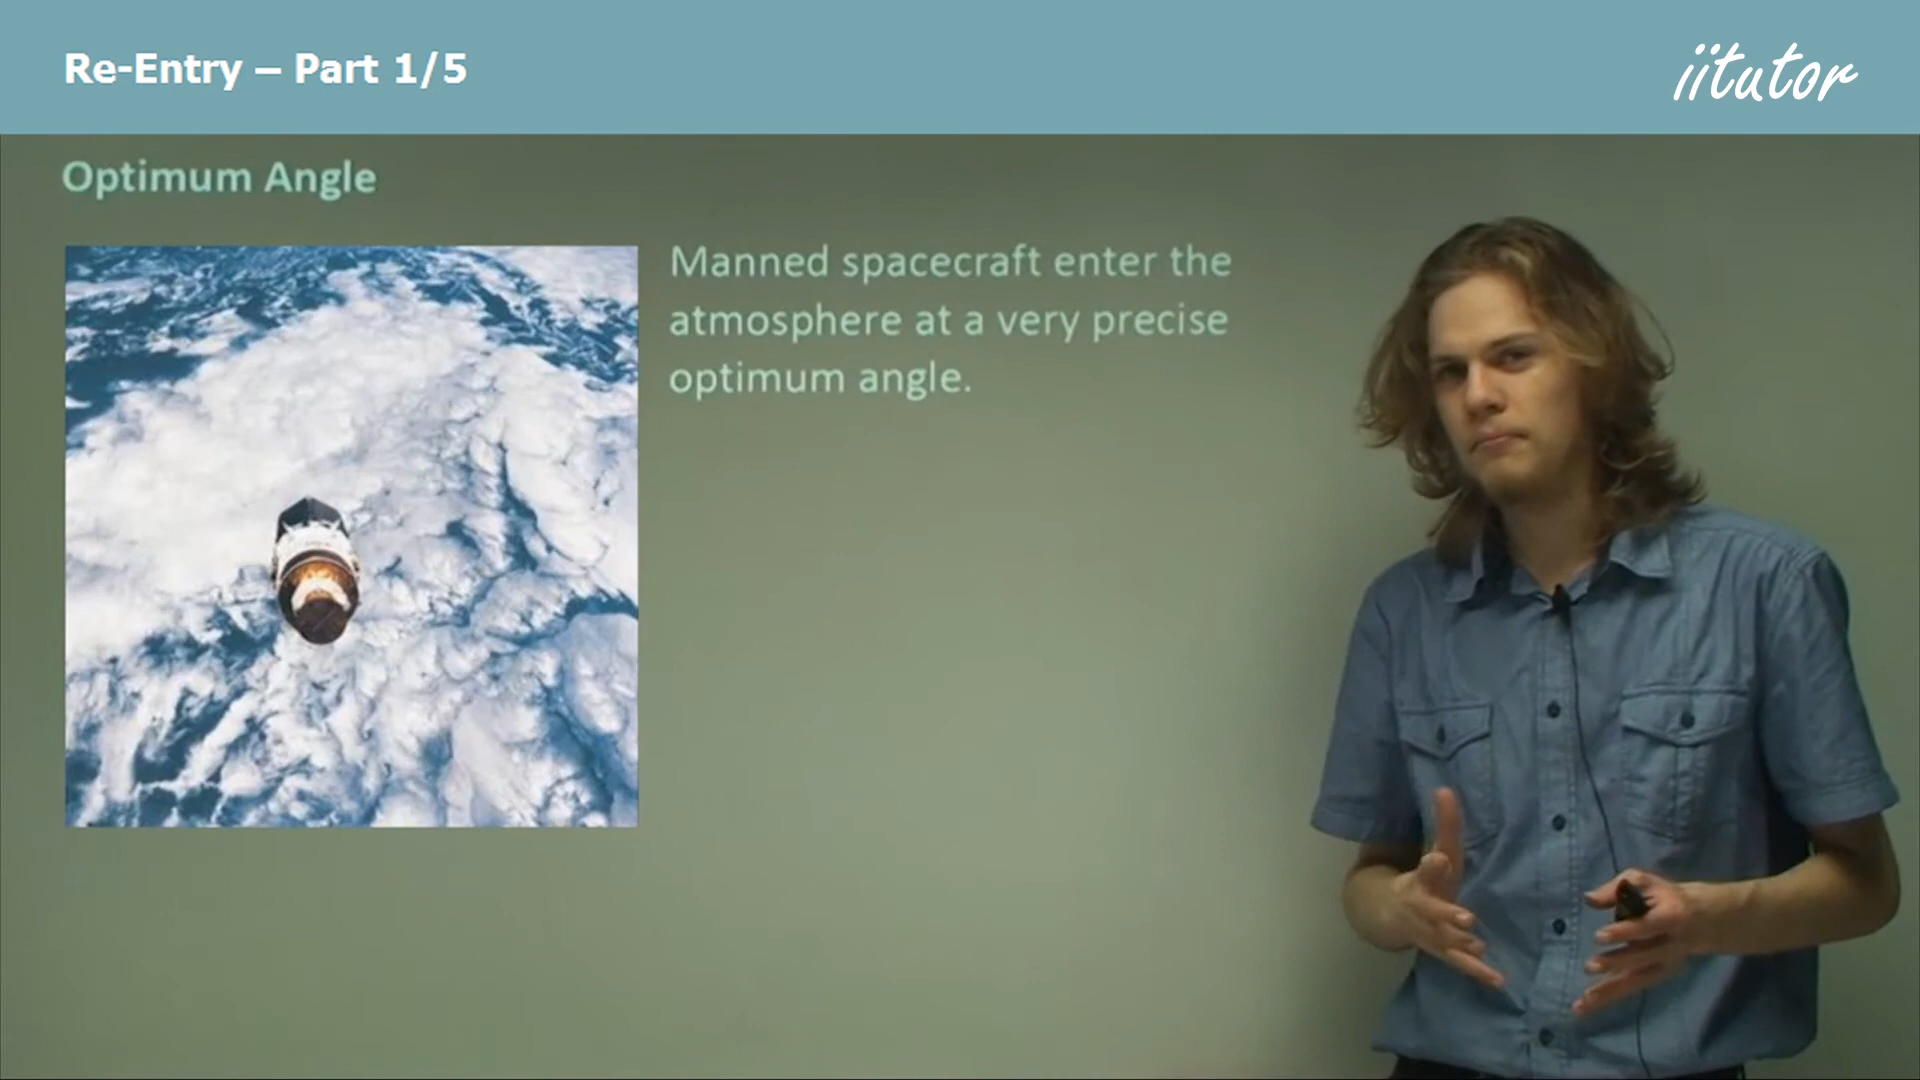 Re-Entry – Part 1/5
iitutor
Optimum Angle
Manned spacecraft enter the
atmosphere at a very precise
optimum angle.